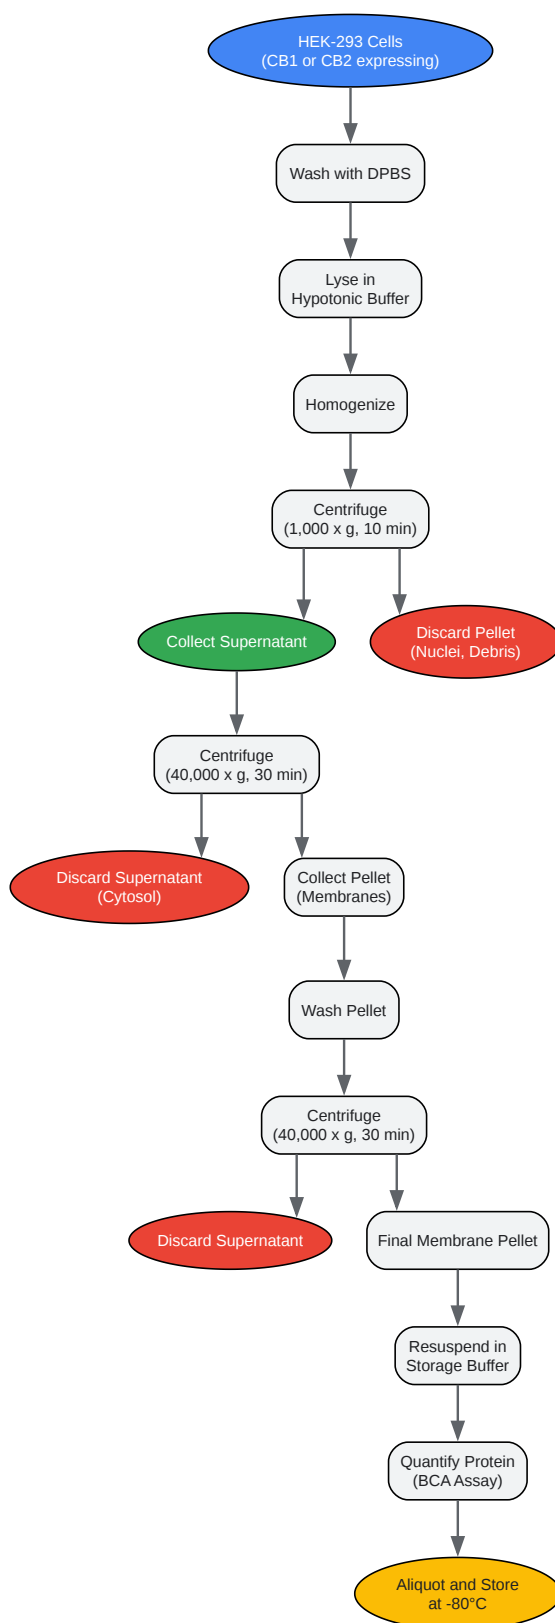 HEK-293 Cells
(CB1 or CB2 expressing)
Wash with DPBS
Lyse in
Hypotonic Buffer
Homogenize
Centrifuge
(1,000 x g, 10 min)
Collect Supernatant
Discard Pellet
(Nuclei, Debris)
Centrifuge
(40,000 x g, 30 min)
Discard Supernatant
(Cytosol)
Collect Pellet
(Membranes)
Wash Pellet
Centrifuge
(40,000 x g, 30 min)
Discard Supernatant
Final Membrane Pellet
Resuspend in
Storage Buffer
Quantify Protein
(BCA Assay)
Aliquot and Store
at -80°C